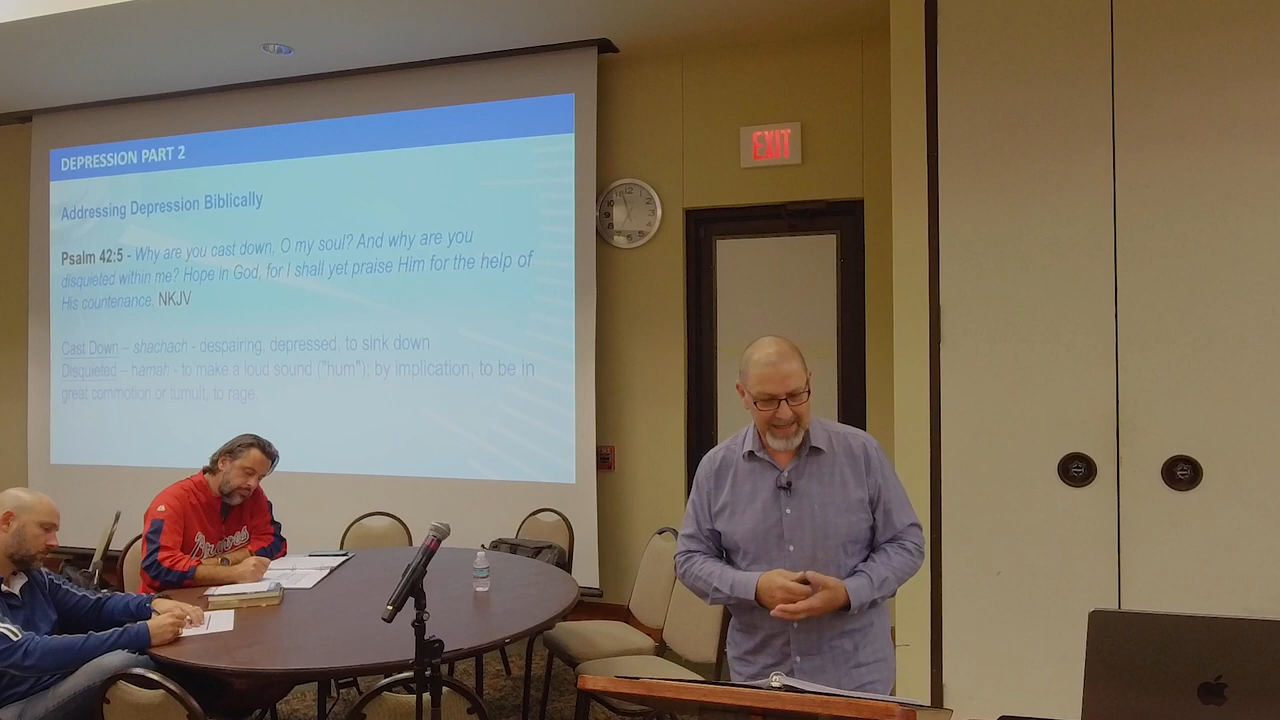 DEPRESSION PART 2
Addressing Depression Biblically
Psalm 42:5 - Why are you cast down, O my soul? And why are you
disquieted within me? Hope in God, for I shall yet praise Him for the help of
His countenance. NKJV
Cast Down – shachach - despairing, depressed, to sink down
Disquieted – hamah - to make a loud sound ("hum"); by implication, to be in
great commotion or tumult, to rage.
EXIT
Braves